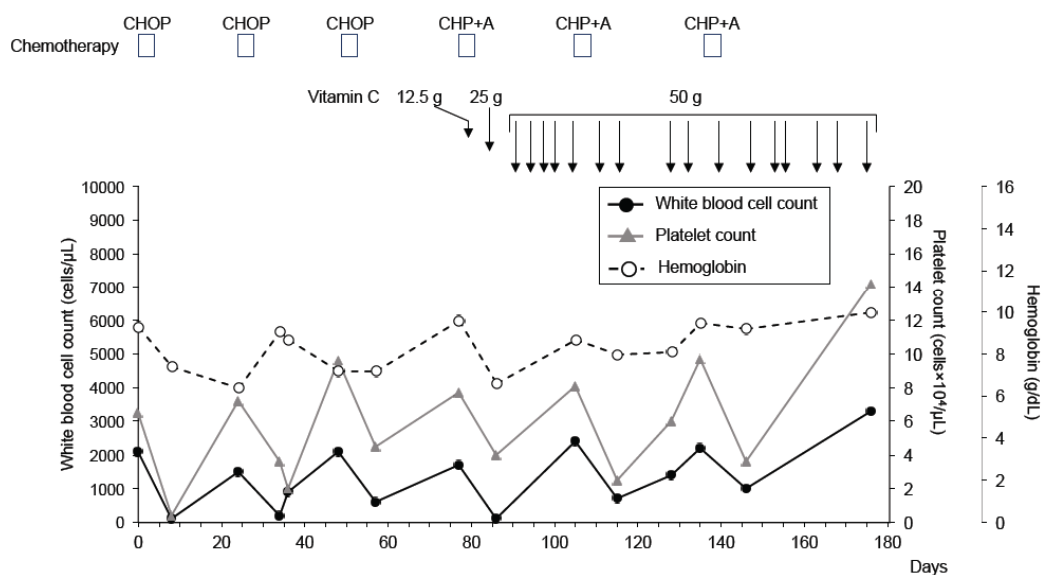 CHOP CHOP CHOP CHP+A CHP+A CHP+A
Chemotherapy
Vitamin C 12.5 g 25 g 50 g
White blood cell count (cells/μL)
10000
9000
8000
7000
6000
5000
4000
3000
2000
1000
0
White blood cell count
Platelet count
Hemoglobin
20
18
16
14
12
10
8
6
4
2
0
Platelet count (cells×10⁴/μL)
16
14
12
10
8
6
4
2
0
Hemoglobin (g/dL)
0 20 40 60 80 100 120 140 160 180
Days